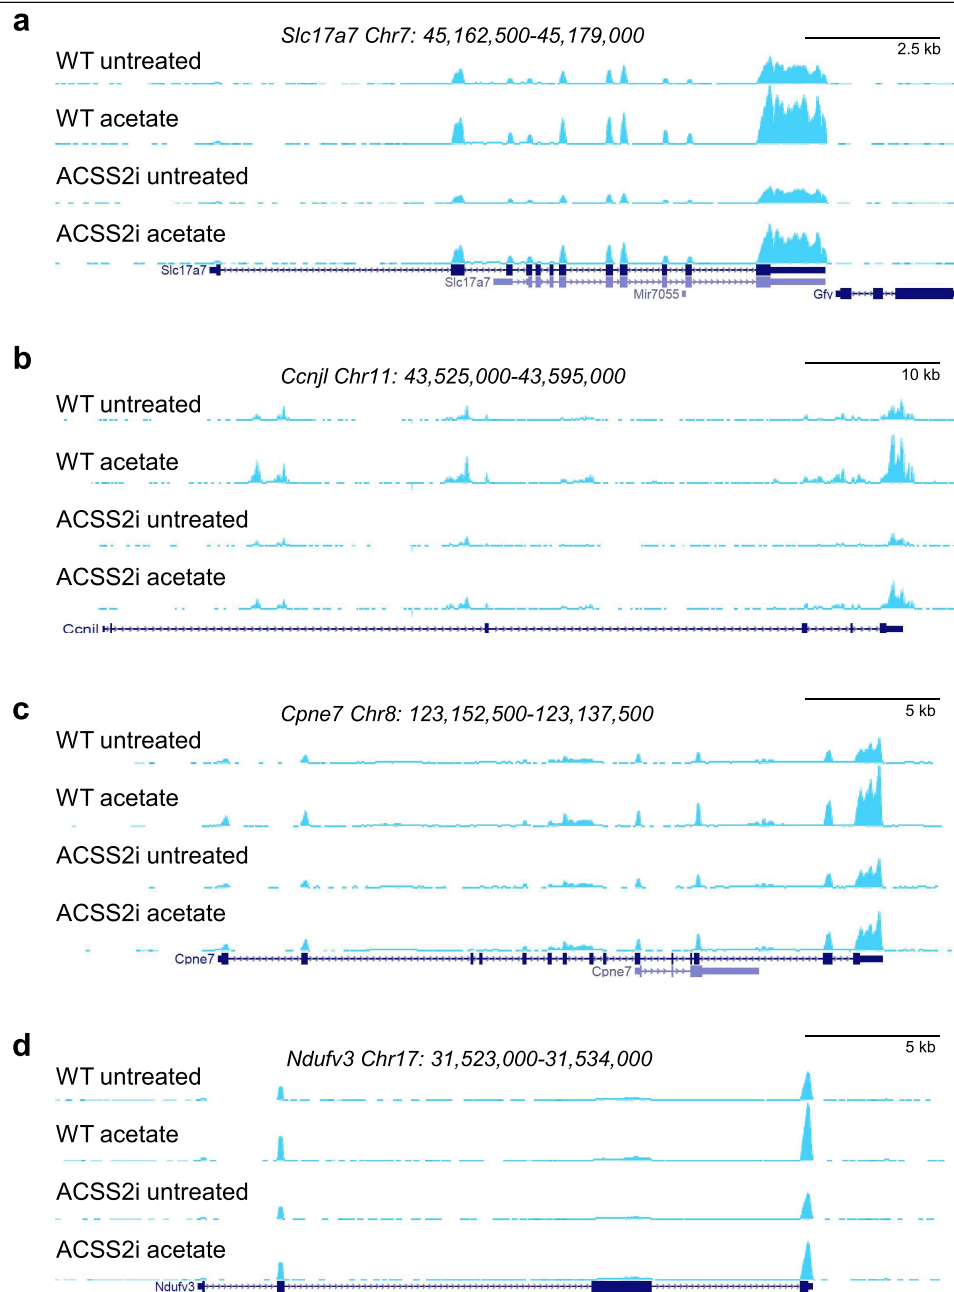 a
Slc17a7 Chr7: 45,162,500-45,179,000
2.5 kb
WT untreated
WT acetate
ACSS2i untreated
ACSS2i acetate
Slc17a7
Slc17a7
Mir7055
Gfy
b
Ccnjl Chr11: 43,525,000-43,595,000
10 kb
WT untreated
WT acetate
ACSS2i untreated
ACSS2i acetate
Ccnjl
c
Cpne7 Chr8: 123,152,500-123,137,500
5 kb
WT untreated
WT acetate
ACSS2i untreated
ACSS2i acetate
Cpne7
Cpne7
d
Ndufv3 Chr17: 31,523,000-31,534,000
5 kb
WT untreated
WT acetate
ACSS2i untreated
ACSS2i acetate
Ndufv3